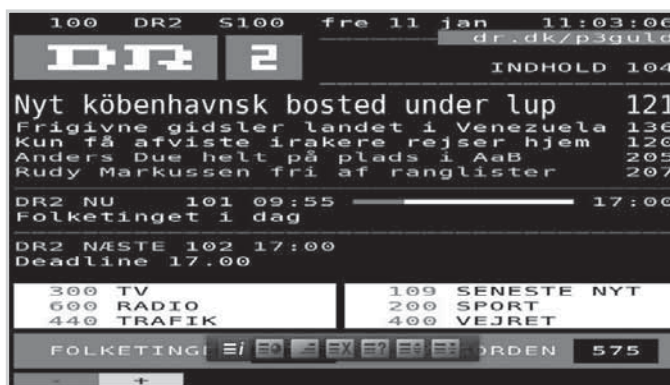 100 DR2 S100 fre 11 jan 11:03:00
dr.dk/p3guld
DR 2
INDHOLD 104
Nyt köbenhavnsk bosted under lup 121
Frigivne gidsler landet i Venezuela 130
Kun få afviste irakere rejser hjem 120
Anders Due helt på plads i AaB 205
Rudy Markussen fri af ranglister 207
DR2 NU 101 09:55 17:00
Folketinget i dag
DR2 NÆSTE 102 17:00
Deadline 17.00
300 TV 109 SENESTE NYT
600 RADIO 200 SPORT
440 TRAFIK 400 VEJRET
575
- +